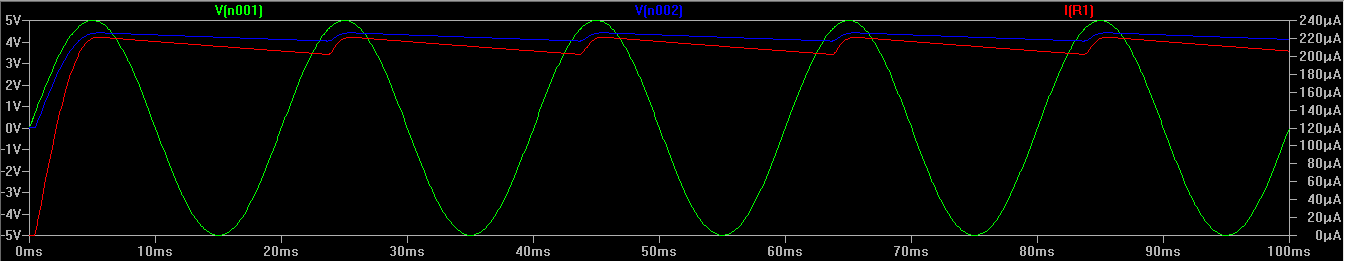 V(n001) V(n002) I(R1)
5V 240µA
4V 220µA
3V 200µA
2V 180µA
1V 160µA
0V 140µA
-1V 120µA
-2V 100µA
-3V 80µA
-4V 60µA
-5V 40µA
20µA
0µA
0ms 10ms 20ms 30ms 40ms 50ms 60ms 70ms 80ms 90ms 100ms